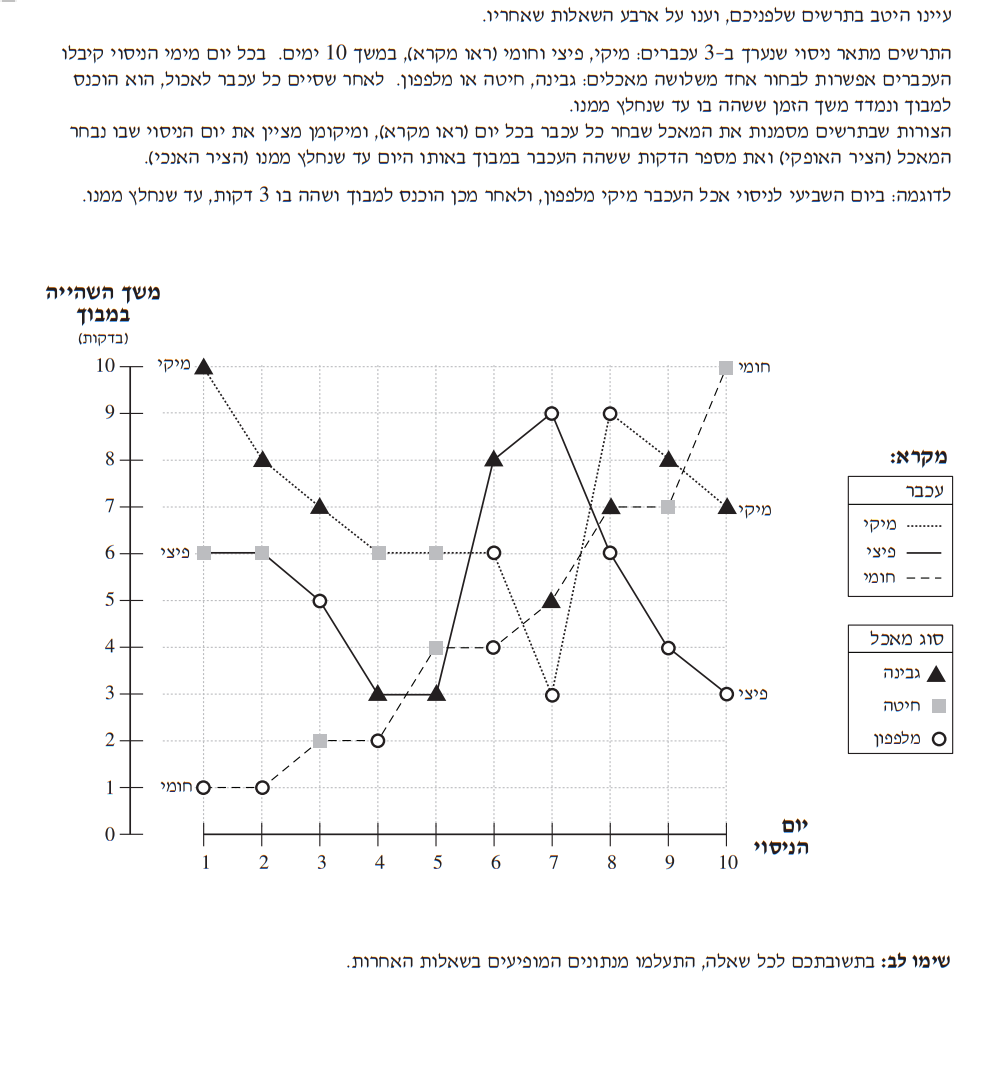 עיינו היטב בתרשים שלפניכם, וענו על ארבע השאלות שאחריו.
התרשים מתאר ניסוי שנערך ב-3 עכברים: מיקי, פיצי וחומי (ראו מקרא), במשך 10 ימים. בכל יום מימי הניסוי קיבלו
העכברים אפשרות לבחור אחד משלושה מאכלים: גבינה, חיטה או מלפפון. לאחר שסיים כל עכבר לאכול, הוא הוכנס
למבוך ונמדד משך הזמן ששהה בו עד שנחלץ ממנו.
הצורות שבתרשים מסמנות את המאכל שבחר כל עכבר בכל יום (ראו מקרא), ומיקומן מציין את יום הניסוי שבו נבחר
המאכל (הציר האופקי) ואת מספר הדקות ששהה העכבר במבוך באותו היום עד שנחלץ ממנו (הציר האנכי).
לדוגמה: ביום השביעי לניסוי אכל העכבר מיקי מלפפון, ולאחר מכן הוכנס למבוך ושהה בו 3 דקות, עד שנחלץ ממנו.
משך השהייה
במבוך
(בדקות)
10
9
8
7
6
5
4
3
2
1
0
מיקי
פיצי
חומי
חומי
מיקי
פיצי
1 2 3 4 5 6 7 8 9 10
יום
הניסוי
מקרא:
עכבר
מיקי
פיצי
חומי
סוג מאכל
גבינה
חיטה
מלפפון
שימו לב: בתשובתכם לכל שאלה, התעלמו מנתונים המופיעים בשאלות האחרות.